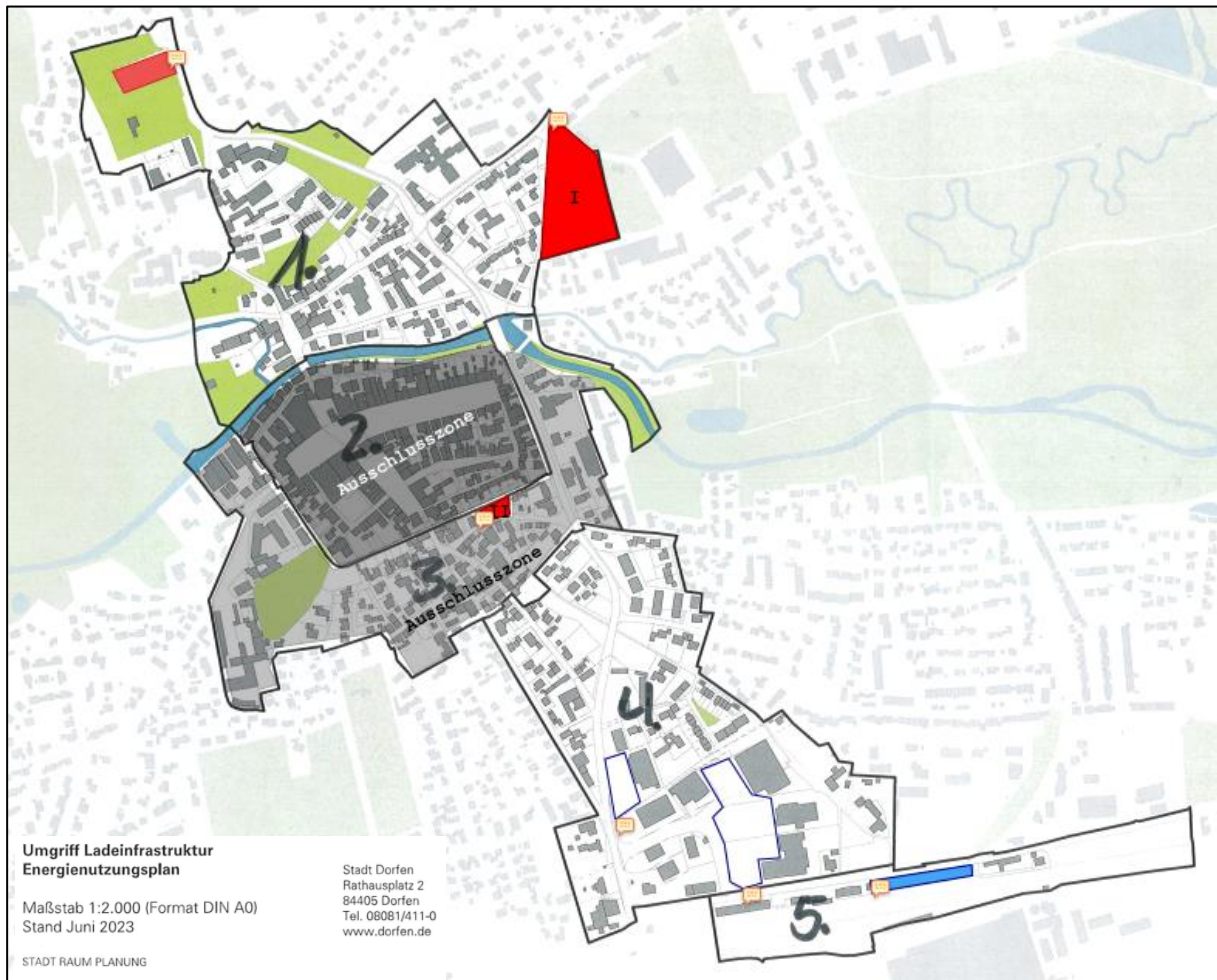 I
1.
2.
Ausschlusszone
II
3.
Ausschlusszone
4.
5.
Umgriff Ladeinfrastruktur
Energienutzungsplan
Maßstab 1:2.000 (Format DIN A0)
Stand Juni 2023
STADT RAUM PLANUNG
Stadt Dorfen
Rathausplatz 2
84405 Dorfen
Tel. 08081/411-0
www.dorfen.de